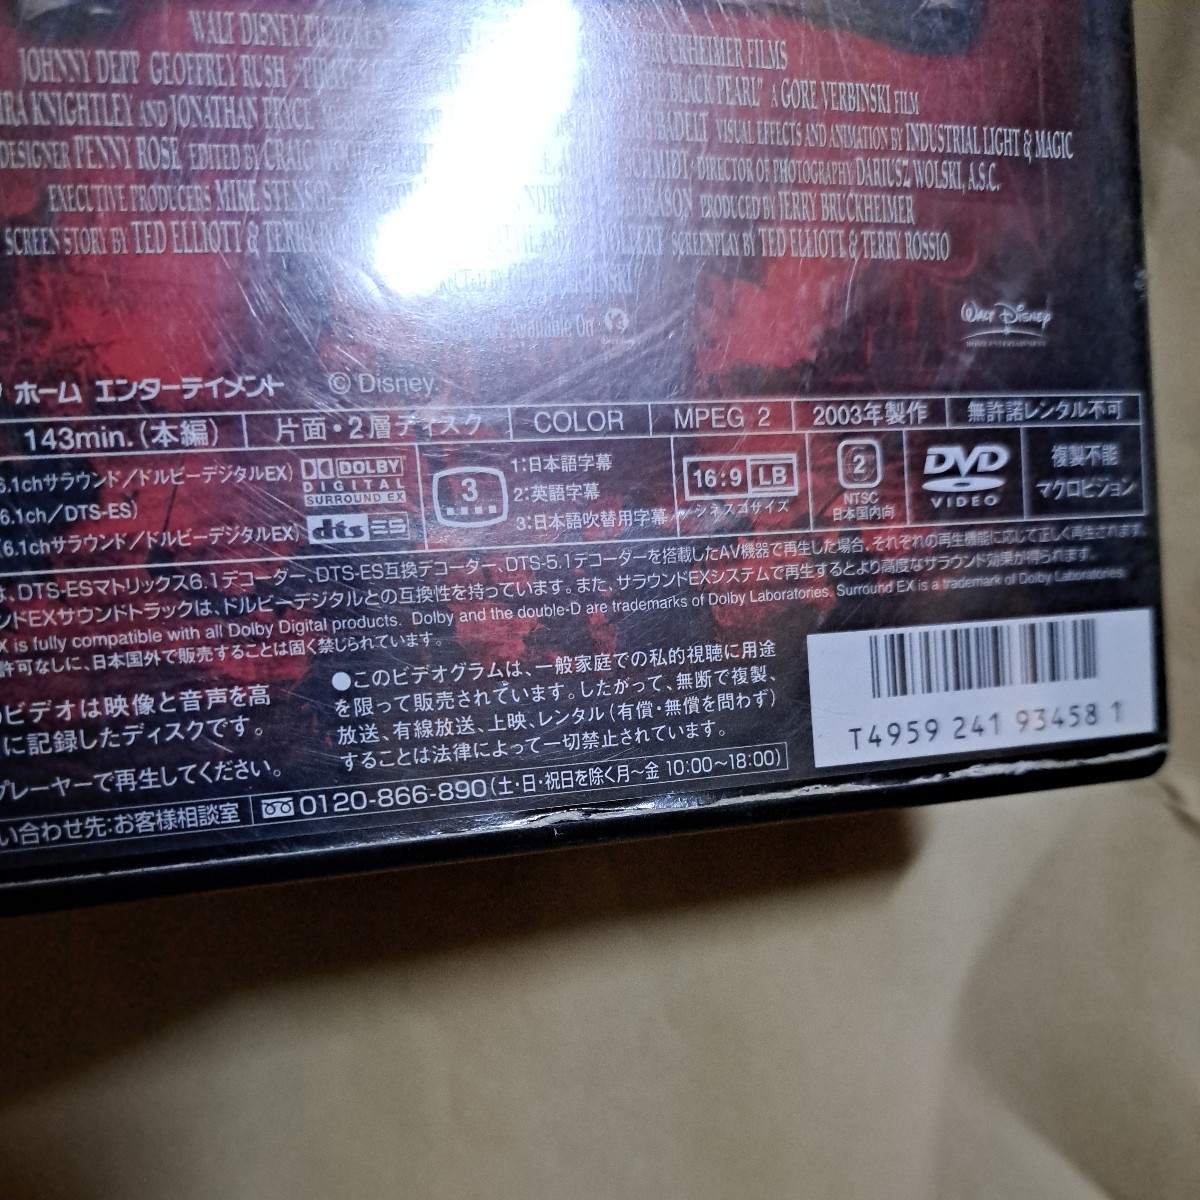 WALT DISNEY PICTURES BRUCKHEIMER FILMS
JOHNNY DEPP GEOFFREY RUSH BLACK PEARL" A GORE VERBINSKI FILM
KNIGHTLEY AND JONATHAN PRYCE BADELT VISUAL EFFECTS AND ANIMATION BY INDUSTRIAL LIGHT & MAGIC
DESIGNER PENNY ROSE EDITED BY SCHMIDT · DIRECTOR OF PHOTOGRAPHY DARIUSZ WOLSKI, A.S.C.
EXECUTIVE PRODUCERS MIKE STENSON PRODUCED BY JERRY BRUCKHEIMER
SCREEN STORY BY TED ELLIOTT & TERRY SCREENPLAY BY TED ELLIOTT & TERRY ROSSIO
Available On
WALT DISNEY
HOME ENTERTAINMENT
ホーム エンターテイメント © Disney.
143min.(本編) 片面・2層ディスク COLOR MPEG 2 2003年製作 無許諾レンタル不可
6.1chサラウンド/ドルビーデジタルEX)
6.1ch/DTS-ES)
(6.1chサラウンド/ドルビーデジタルEX)
DOLBY
DIGITAL
SURROUND EX
dts ES
3
1:日本語字幕
2:英語字幕
3:日本語吹替用字幕
16:9 LB
シネスコサイズ
2
NTSC
日本国内向
DVD
VIDEO
複製不能
マクロビジョン
は、DTS-ESマトリックス6.1デコーダー、DTS-ES互換デコーダー、DTS-5.1デコーダーを搭載したAV機器で再生した場合、それぞれの再生機能に応じて正しく再生されます。
ンドEXサウンドトラックは、ドルビーデジタルとの互換性を持っています。また、サラウンドEXシステムで再生するとより高度なサラウンド効果が得られます。
X is fully compatible with all Dolby Digital products. Dolby and the double-D are trademarks of Dolby Laboratories. Surround EX is a trademark of Dolby Laboratories.
許可なしに、日本国外で販売することは固く禁じられています。
ビデオは映像と音声を高
に記録したディスクです。
プレーヤーで再生してください。
●このビデオグラムは、一般家庭での私的視聴に用途
を限って販売されています。したがって、無断で複製、
放送、有線放送、上映、レンタル(有償・無償を問わず)
することは法律によって一切禁止されています。
い合わせ先:お客様相談室 0120-866-890(土・日・祝日を除く月〜金 10:00〜18:00)
T4959 241 93458 1